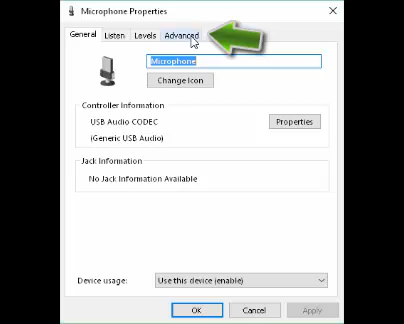 Microphone Properties
General Listen Levels Advanced
Microphone
Change Icon
Controller Information
USB Audio CODEC
Properties
(Generic USB Audio)
Jack Information
No Jack Information Available
Device usage: Use this device (enable)
OK Cancel Apply